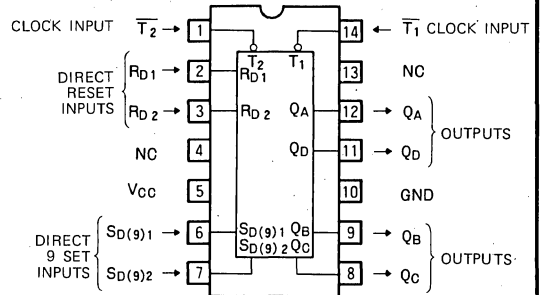 CLOCK INPUT T̅2̅ → 1 14 ← T̅1̅ CLOCK INPUT
T2 T1
DIRECT RESET INPUTS
RD1 → 2 RD1 13 NC
RD2 → 3 RD2 QA 12 → QA
NC 4 QD 11 → QD
OUTPUTS
VCC 5 10 GND
DIRECT 9 SET INPUTS
SD(9)1 → 6 SD(9)1 QB 9 → QB
SD(9)2 → 7 SD(9)2 QC 8 → QC
OUTPUTS